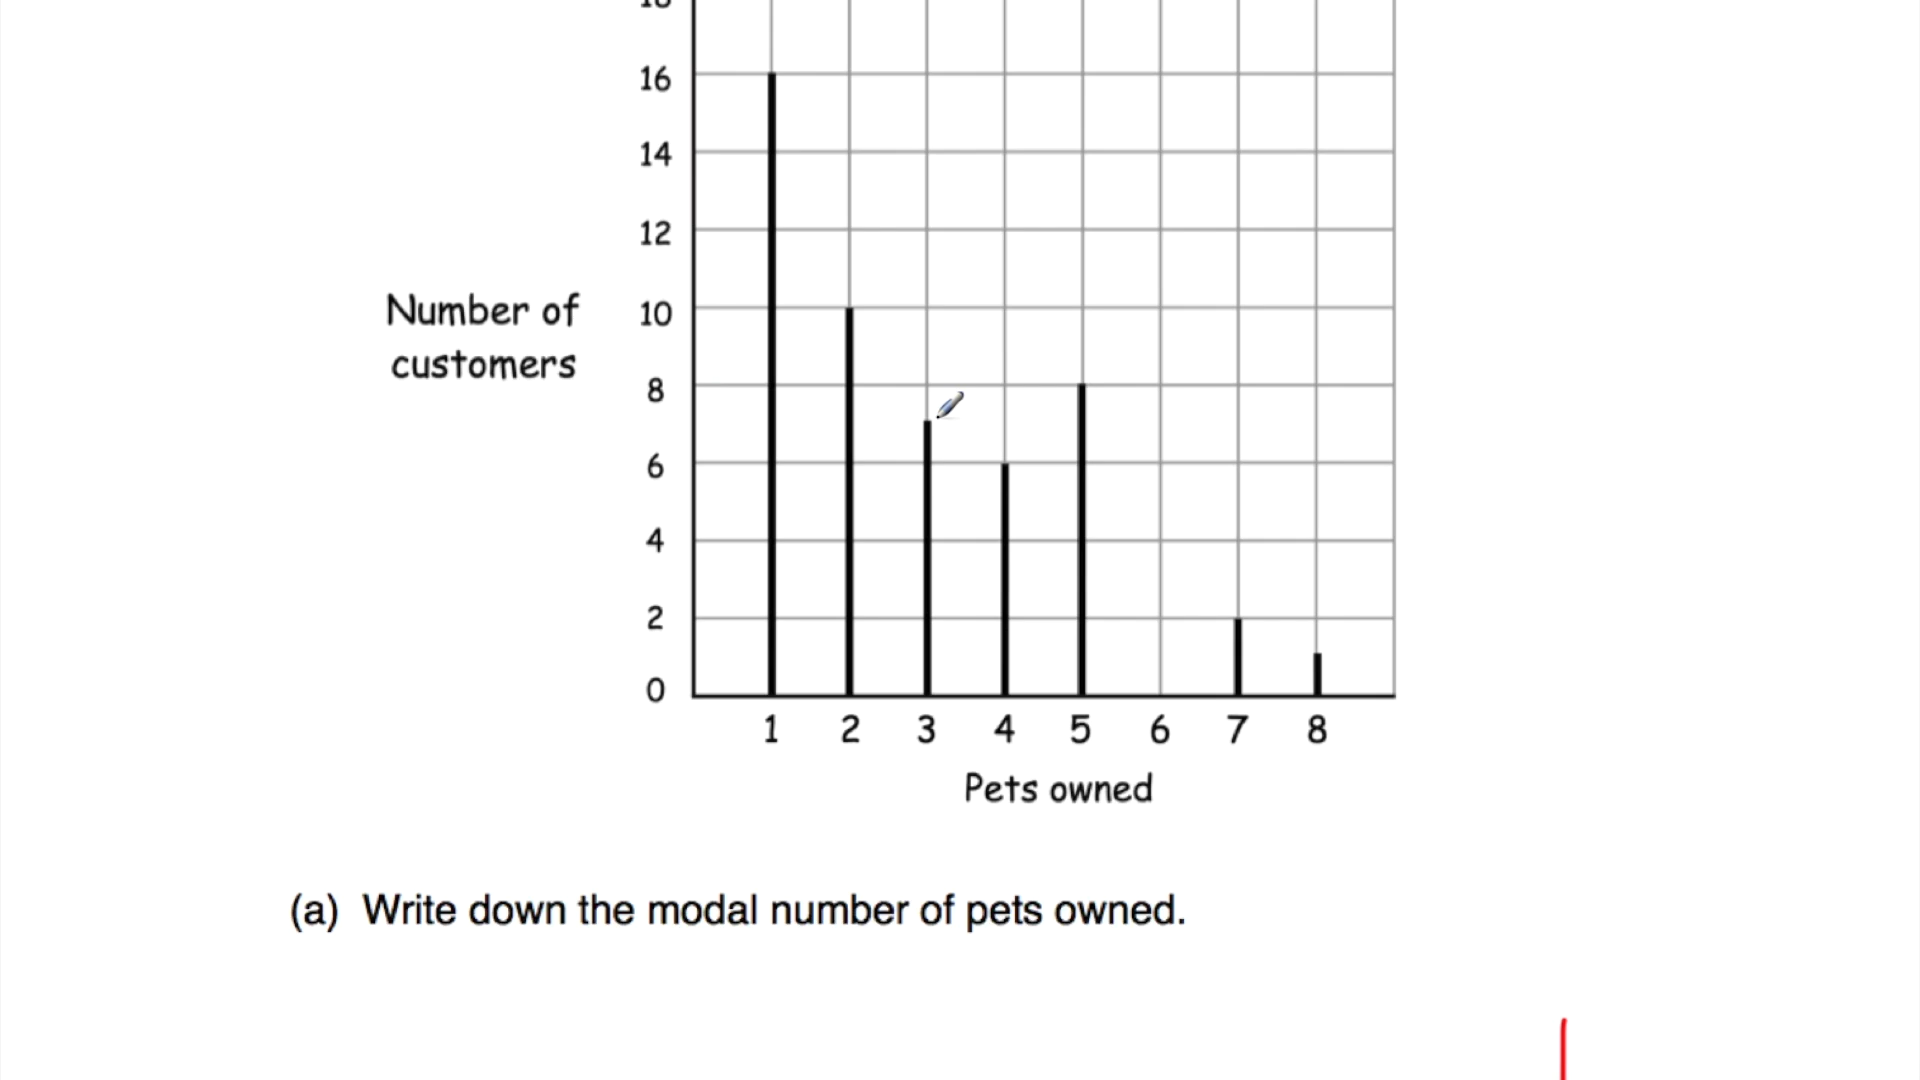 16
14
12
Number of
customers
10
8
6
4
2
0
1 2 3 4 5 6 7 8
Pets owned
(a) Write down the modal number of pets owned.